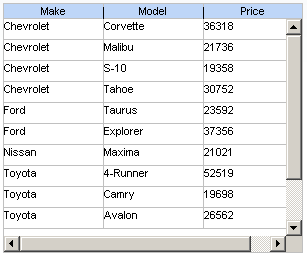 Make Model Price
Chevrolet Corvette 36318
Chevrolet Malibu 21736
Chevrolet S-10 19358
Chevrolet Tahoe 30752
Ford Taurus 23592
Ford Explorer 37356
Nissan Maxima 21021
Toyota 4-Runner 52519
Toyota Camry 19698
Toyota Avalon 26562